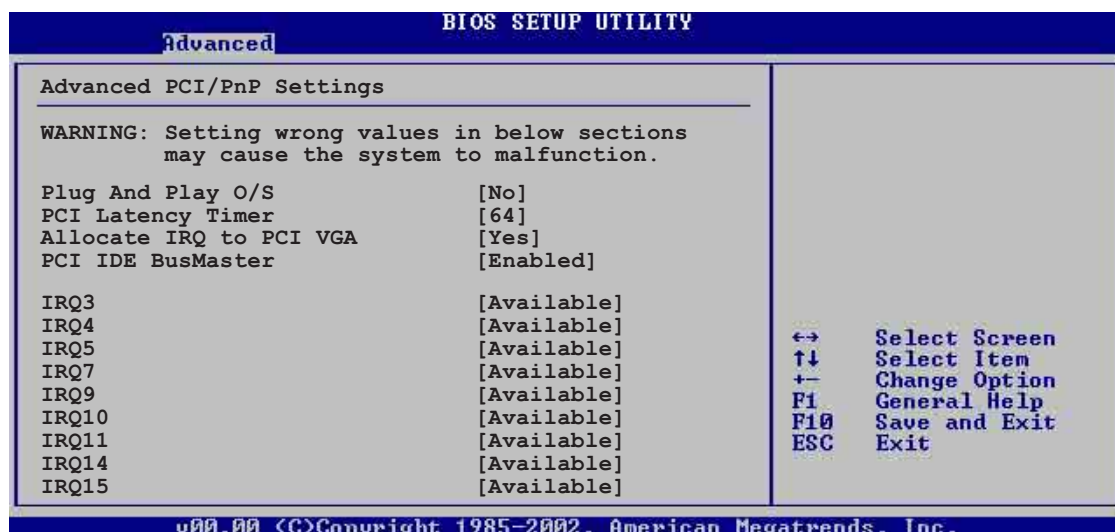 BIOS SETUP UTILITY
Advanced
Advanced PCI/PnP Settings
WARNING: Setting wrong values in below sections
may cause the system to malfunction.
Plug And Play O/S [No]
PCI Latency Timer [64]
Allocate IRQ to PCI VGA [Yes]
PCI IDE BusMaster [Enabled]
IRQ3 [Available]
IRQ4 [Available]
IRQ5 [Available]
IRQ7 [Available]
IRQ9 [Available]
IRQ10 [Available]
IRQ11 [Available]
IRQ14 [Available]
IRQ15 [Available]
←→ Select Screen
↑↓ Select Item
+- Change Option
F1 General Help
F10 Save and Exit
ESC Exit
v00.00 (C)Copyright 1985-2002, American Megatrends, Inc.